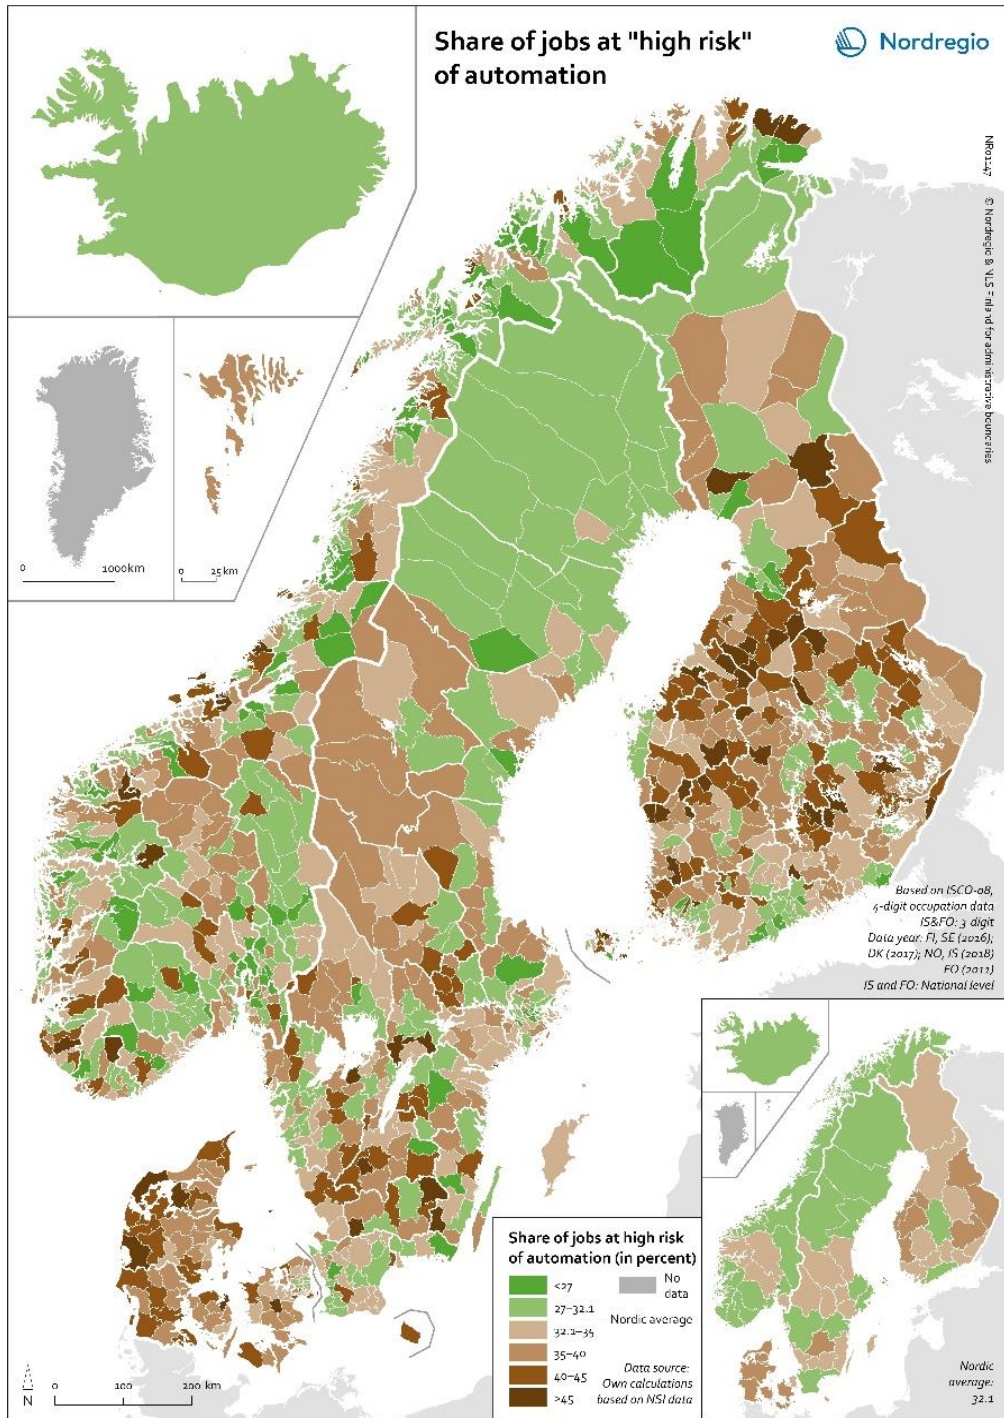 Share of jobs at "high risk"
of automation
Nordregio
NR01147 © Nordregio & NLS Finland for administrative boundaries
0 1000km
0 25 km
Based on ISCO-08,
4-digit occupation data
IS&FO: 3 digit
Data year: FI, SE (2016);
DK (2017); NO, IS (2018)
FO (2011)
IS and FO: National level
Share of jobs at high risk
of automation (in percent)
<27
No
data
27–32.1
Nordic average
32.1–35
35–40
40–45
Data source:
Own calculations
>45
based on NSI data
N
0 100 200 km
Nordic
average:
32.1